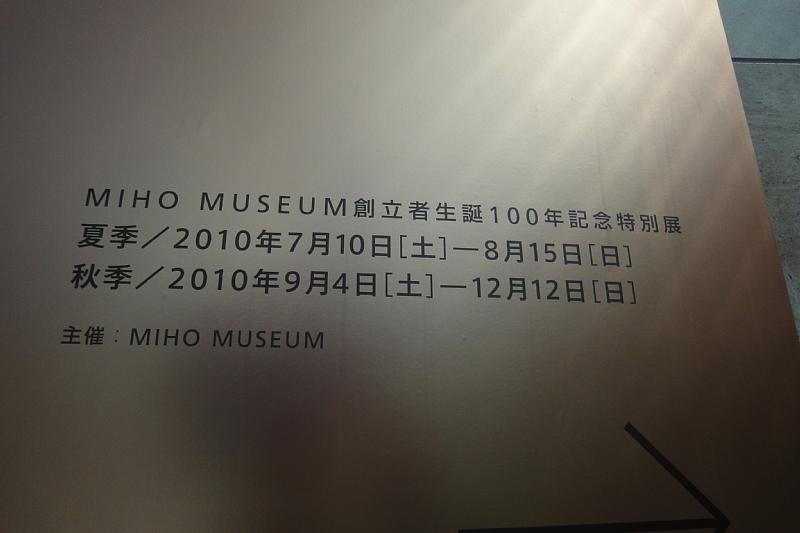 MIHO MUSEUM創立者生誕100年記念特別展
夏季／2010年7月10日[土]—8月15日[日]
秋季／2010年9月4日[土]—12月12日[日]
主催：MIHO MUSEUM